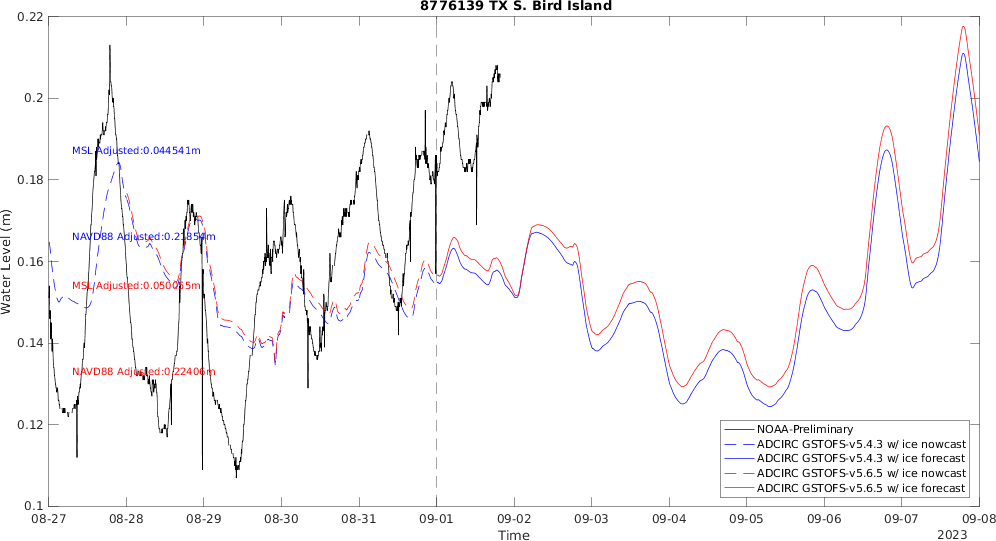 8776139 TX S. Bird Island
Water Level (m)
0.22
0.2
0.18
0.16
0.14
0.12
0.1
MSL Adjusted:0.044541m
NAVD88 Adjusted:0.21854m
MSL Adjusted:0.050065m
NAVD88 Adjusted:0.22406m
NOAA-Preliminary
ADCIRC GSTOFS-v5.4.3 w/ ice nowcast
ADCIRC GSTOFS-v5.4.3 w/ ice forecast
ADCIRC GSTOFS-v5.6.5 w/ ice nowcast
ADCIRC GSTOFS-v5.6.5 w/ ice forecast
08-27 08-28 08-29 08-30 08-31 09-01 09-02 09-03 09-04 09-05 09-06 09-07 09-08
Time
2023